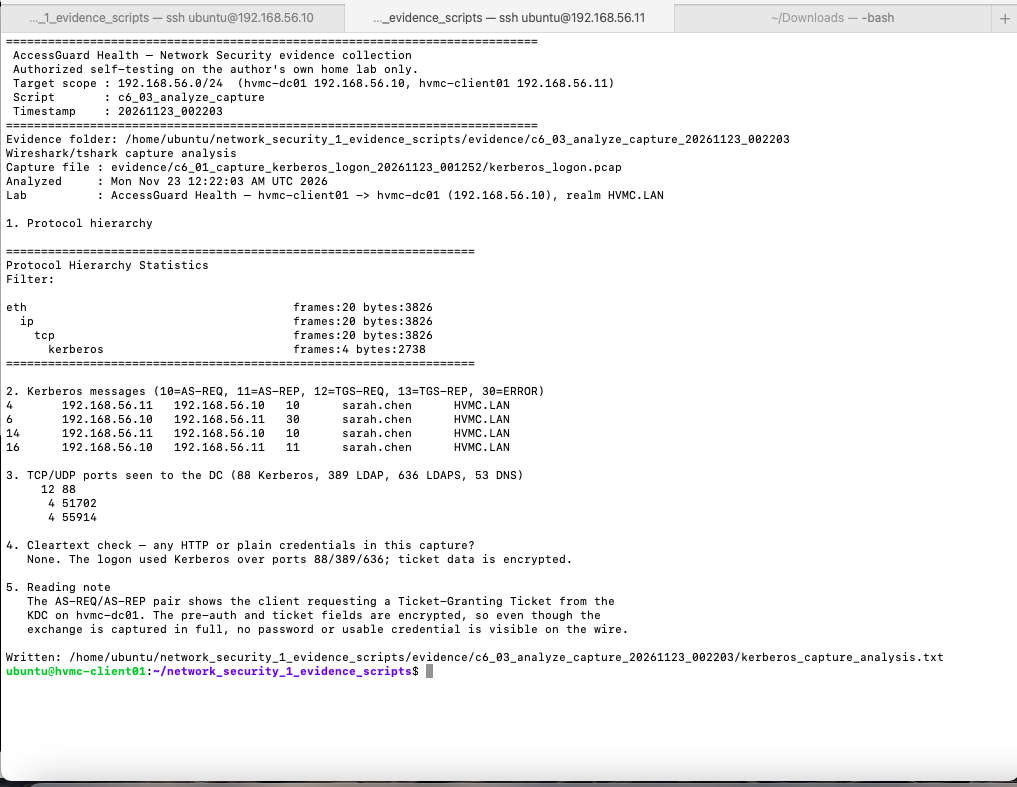 ..._1_evidence_scripts — ssh ubuntu@192.168.56.10 ..._evidence_scripts — ssh ubuntu@192.168.56.11 ~/Downloads — -bash +
============================================================================
AccessGuard Health — Network Security evidence collection
Authorized self-testing on the author's own home lab only.
Target scope : 192.168.56.0/24  (hvmc-dc01 192.168.56.10, hvmc-client01 192.168.56.11)
Script       : c6_03_analyze_capture
Timestamp    : 20261123_002203
============================================================================
Evidence folder: /home/ubuntu/network_security_1_evidence_scripts/evidence/c6_03_analyze_capture_20261123_002203
Wireshark/tshark capture analysis
Capture file : evidence/c6_01_capture_kerberos_logon_20261123_001252/kerberos_logon.pcap
Analyzed     : Mon Nov 23 12:22:03 AM UTC 2026
Lab          : AccessGuard Health — hvmc-client01 -> hvmc-dc01 (192.168.56.10), realm HVMC.LAN
1. Protocol hierarchy
===================================================================
Protocol Hierarchy Statistics
Filter:
eth                                      frames:20 bytes:3826
  ip                                     frames:20 bytes:3826
    tcp                                  frames:20 bytes:3826
      kerberos                           frames:4 bytes:2738
===================================================================
2. Kerberos messages (10=AS-REQ, 11=AS-REP, 12=TGS-REQ, 13=TGS-REP, 30=ERROR)
4       192.168.56.11   192.168.56.10   10      sarah.chen      HVMC.LAN
6       192.168.56.10   192.168.56.11   30      sarah.chen      HVMC.LAN
14      192.168.56.11   192.168.56.10   10      sarah.chen      HVMC.LAN
16      192.168.56.10   192.168.56.11   11      sarah.chen      HVMC.LAN
3. TCP/UDP ports seen to the DC (88 Kerberos, 389 LDAP, 636 LDAPS, 53 DNS)
     12 88
      4 51702
      4 55914
4. Cleartext check — any HTTP or plain credentials in this capture?
   None. The logon used Kerberos over ports 88/389/636; ticket data is encrypted.
5. Reading note
   The AS-REQ/AS-REP pair shows the client requesting a Ticket-Granting Ticket from the
   KDC on hvmc-dc01. The pre-auth and ticket fields are encrypted, so even though the
   exchange is captured in full, no password or usable credential is visible on the wire.
Written: /home/ubuntu/network_security_1_evidence_scripts/evidence/c6_03_analyze_capture_20261123_002203/kerberos_capture_analysis.txt
ubuntu@hvmc-client01:~/network_security_1_evidence_scripts$